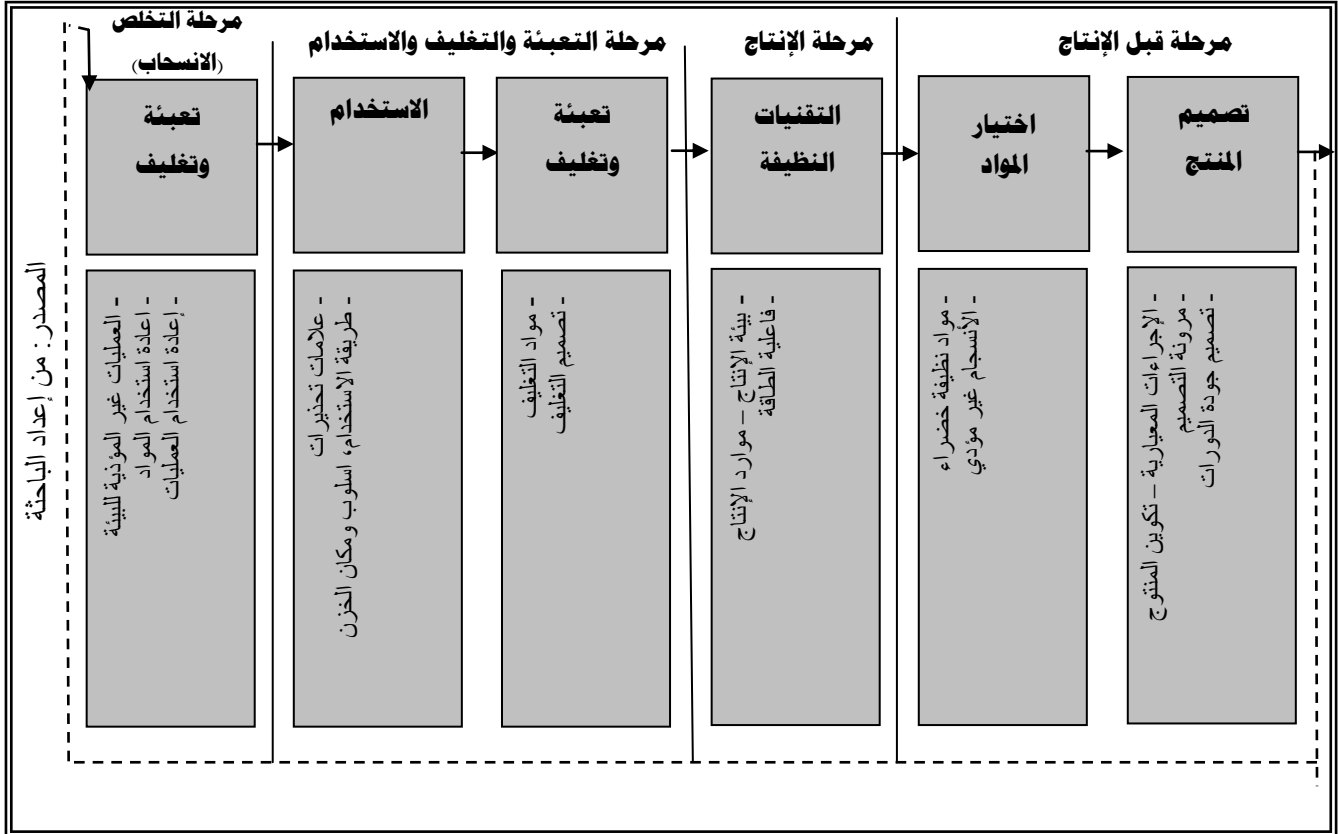 مرحلة قبل الإنتاج
مرحلة الإنتاج
مرحلة التعبئة والتغليف والاستخدام
مرحلة التخلص
(الانسحاب)
تصميم
المنتج
اختيار
المواد
التقنيات
النظيفة
تعبئة
وتغليف
الاستخدام
تعبئة
وتغليف
- الإجراءات المعيارية – تكوين المنتوج
- مرونة التصميم
- تصميم جودة الدورات
- مواد نظيفة خضراء
- الأنسجام غير مؤدي
- بيئة الإنتاج – موارد الإنتاج
- فاعلية الطاقة
- مواد التغليف
- تصميم التغليف
- علامات تحذيرات
- طريقة الاستخدام، اسلوب ومكان الخزن
- العمليات غير المؤذية للبيئة
- اعادة استخدام المواد
- إعادة استخدام العمليات
المصدر: من إعداد الباحثة